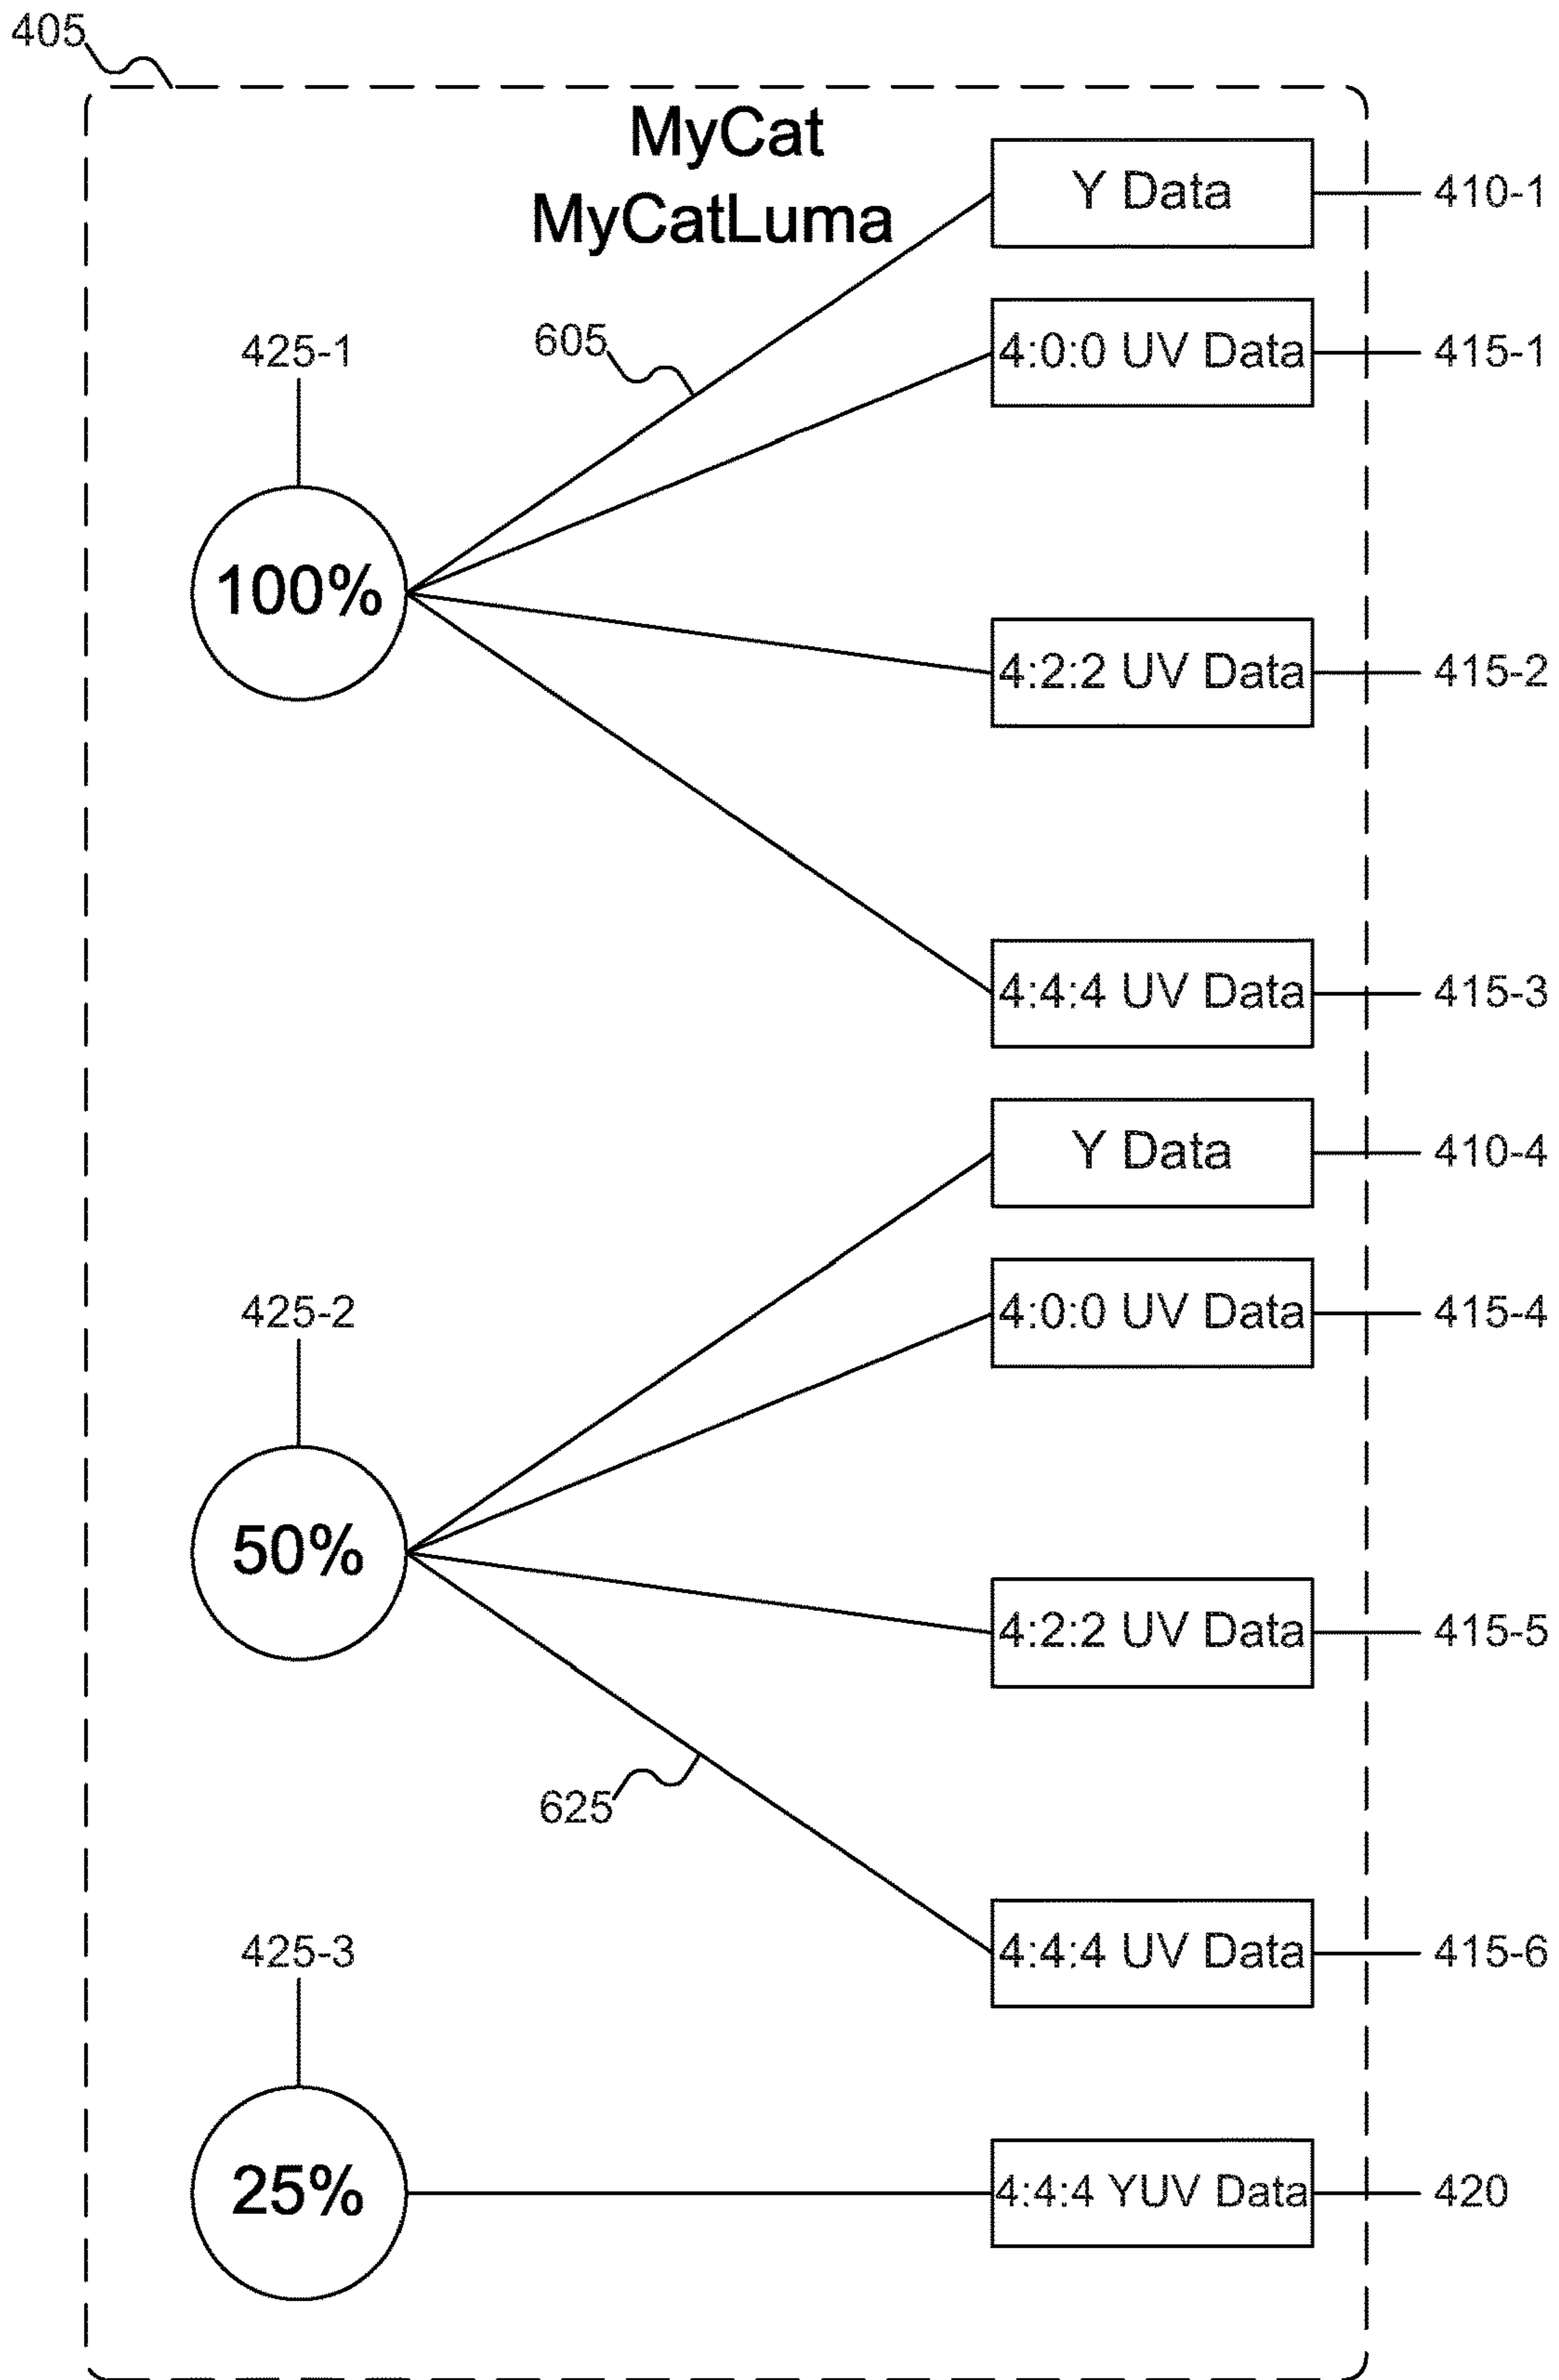 405
MyCat
MyCatLuma
Y Data
410-1
605
4:0:0 UV Data
415-1
425-1
100%
4:2:2 UV Data
415-2
4:4:4 UV Data
415-3
Y Data
410-4
425-2
4:0:0 UV Data
415-4
50%
4:2:2 UV Data
415-5
625
425-3
4:4:4 UV Data
415-6
25%
4:4:4 YUV Data
420